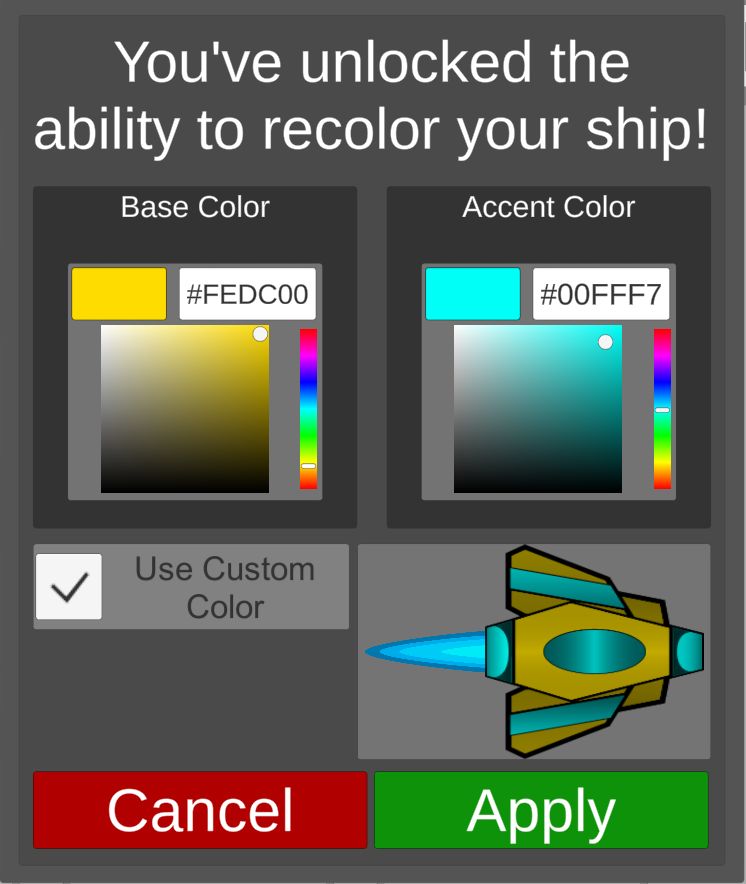 You've unlocked the
ability to recolor your ship!
Base Color
Accent Color
#FEDC00
#00FFF7
Use Custom
Color
Cancel
Apply